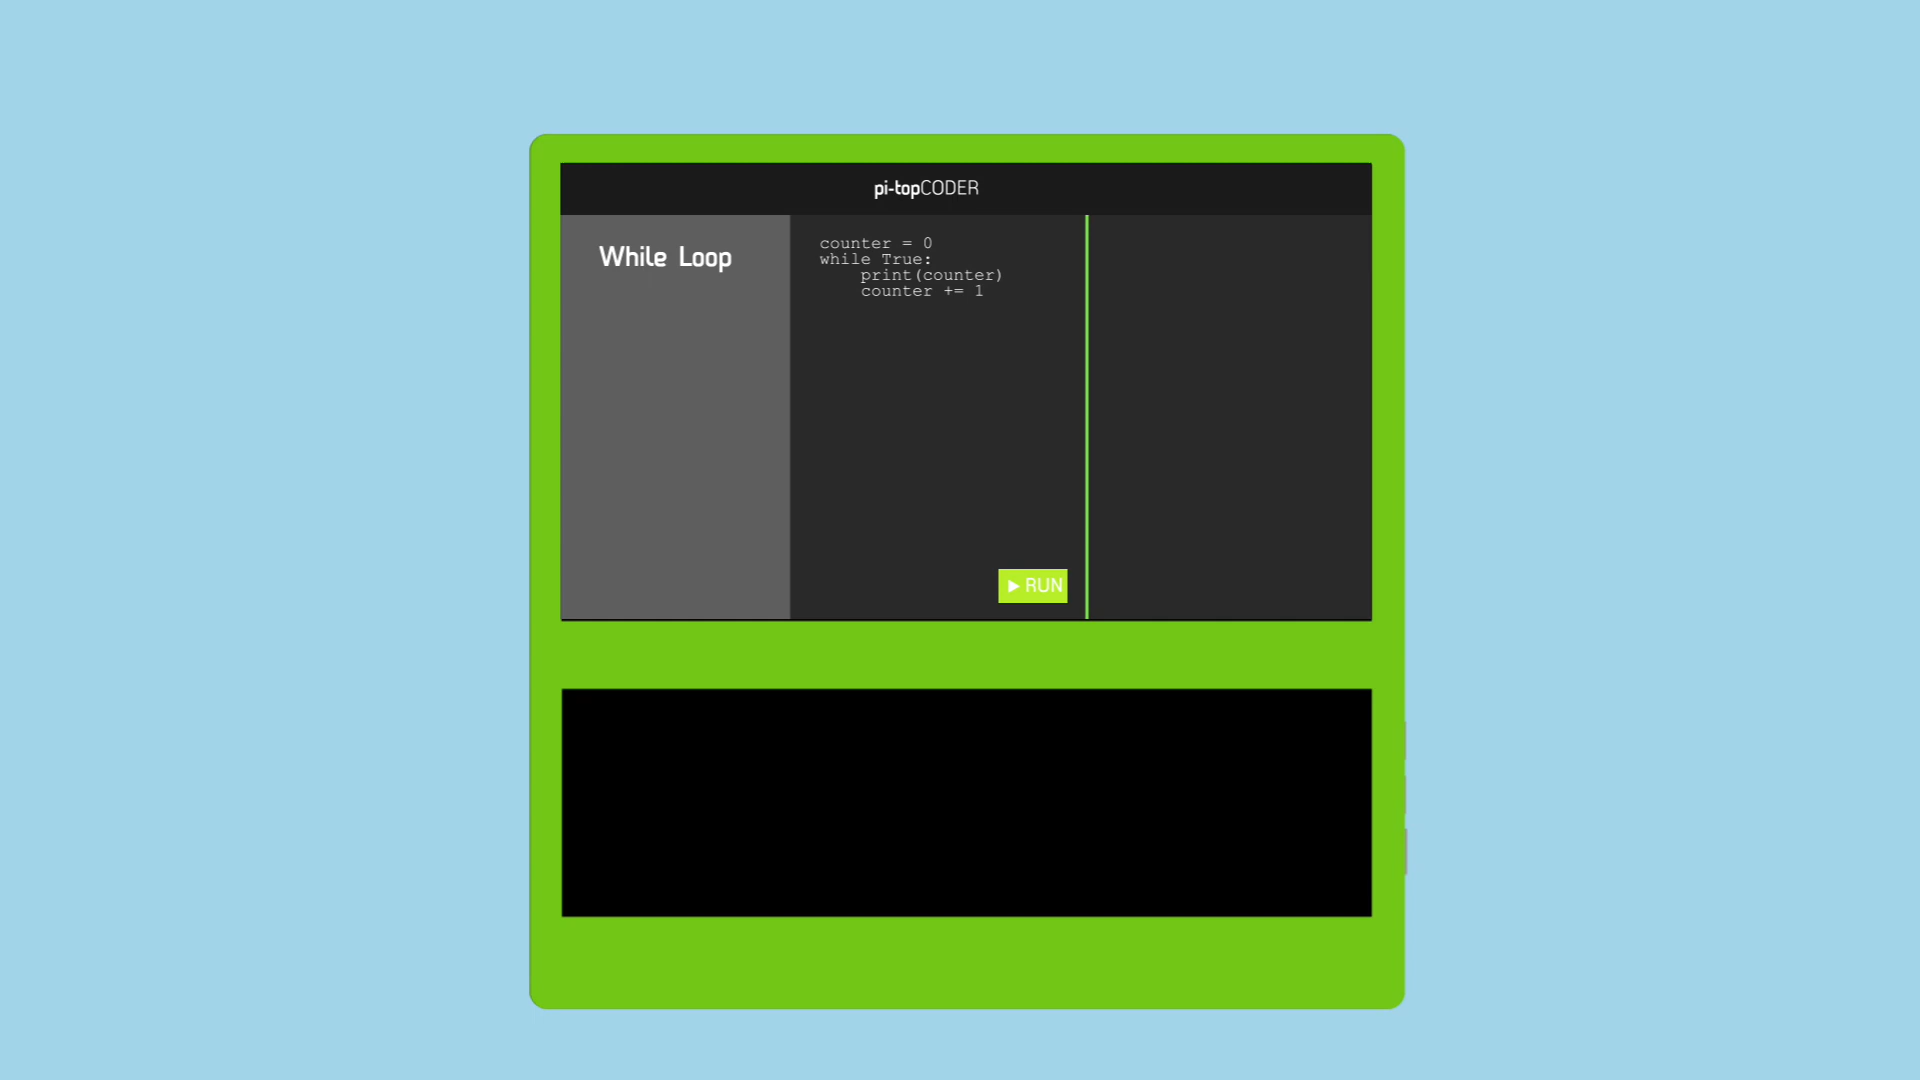 pi-topCODER
While Loop
counter = 0
while True:
    print(counter)
    counter += 1
RUN